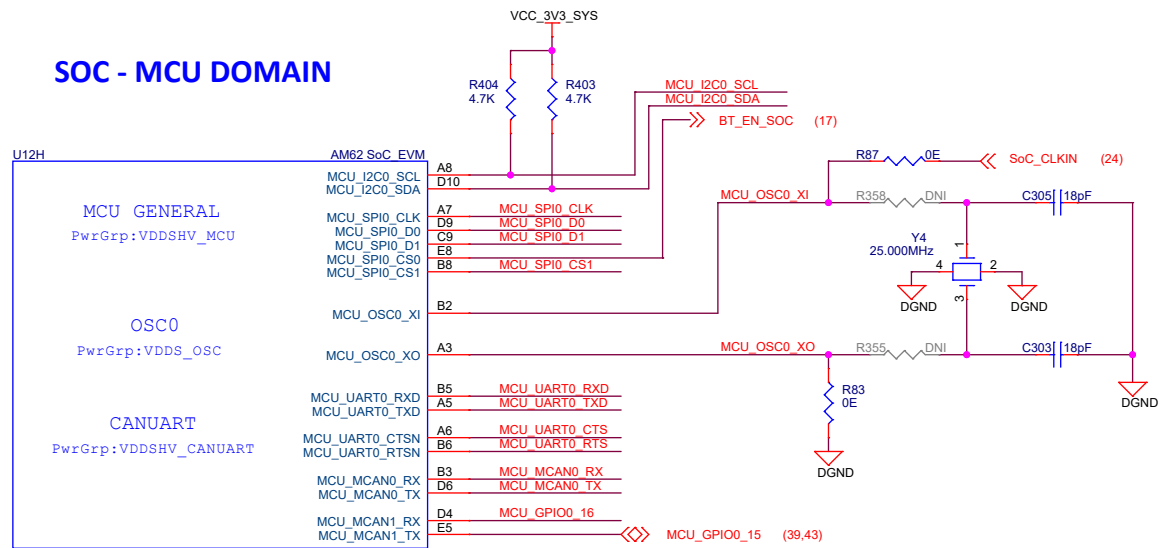 VCC_3V3_SYS
SOC - MCU DOMAIN
R404
4.7K
R403
4.7K
MCU_I2C0_SCL
MCU_I2C0_SDA
BT_EN_SOC (17)
U12H
AM62 SoC_EVM
R87
0E
SoC_CLKIN (24)
MCU_I2C0_SCL
A8
MCU_I2C0_SDA
D10
MCU GENERAL
PwrGrp:VDDSHV_MCU
MCU_SPI0_CLK
A7
MCU_SPI0_CLK
MCU_SPI0_D0
D9
MCU_SPI0_D0
MCU_SPI0_D1
C9
MCU_SPI0_D1
MCU_SPI0_CS0
E8
MCU_SPI0_CS1
B8
MCU_SPI0_CS1
MCU_OSC0_XI
R358
DNI
C305
18pF
Y4
25.000MHz
1
4
2
3
DGND
DGND
OSC0
PwrGrp:VDDS_OSC
MCU_OSC0_XI
B2
MCU_OSC0_XO
A3
MCU_OSC0_XO
R355
DNI
C303
18pF
R83
0E
DGND
DGND
CANUART
PwrGrp:VDDSHV_CANUART
MCU_UART0_RXD
B5
MCU_UART0_RXD
MCU_UART0_TXD
A5
MCU_UART0_TXD
MCU_UART0_CTSN
A6
MCU_UART0_CTS
MCU_UART0_RTSN
B6
MCU_UART0_RTS
MCU_MCAN0_RX
B3
MCU_MCAN0_RX
MCU_MCAN0_TX
D6
MCU_MCAN0_TX
MCU_MCAN1_RX
D4
MCU_GPIO0_16
MCU_MCAN1_TX
E5
MCU_GPIO0_15 (39,43)